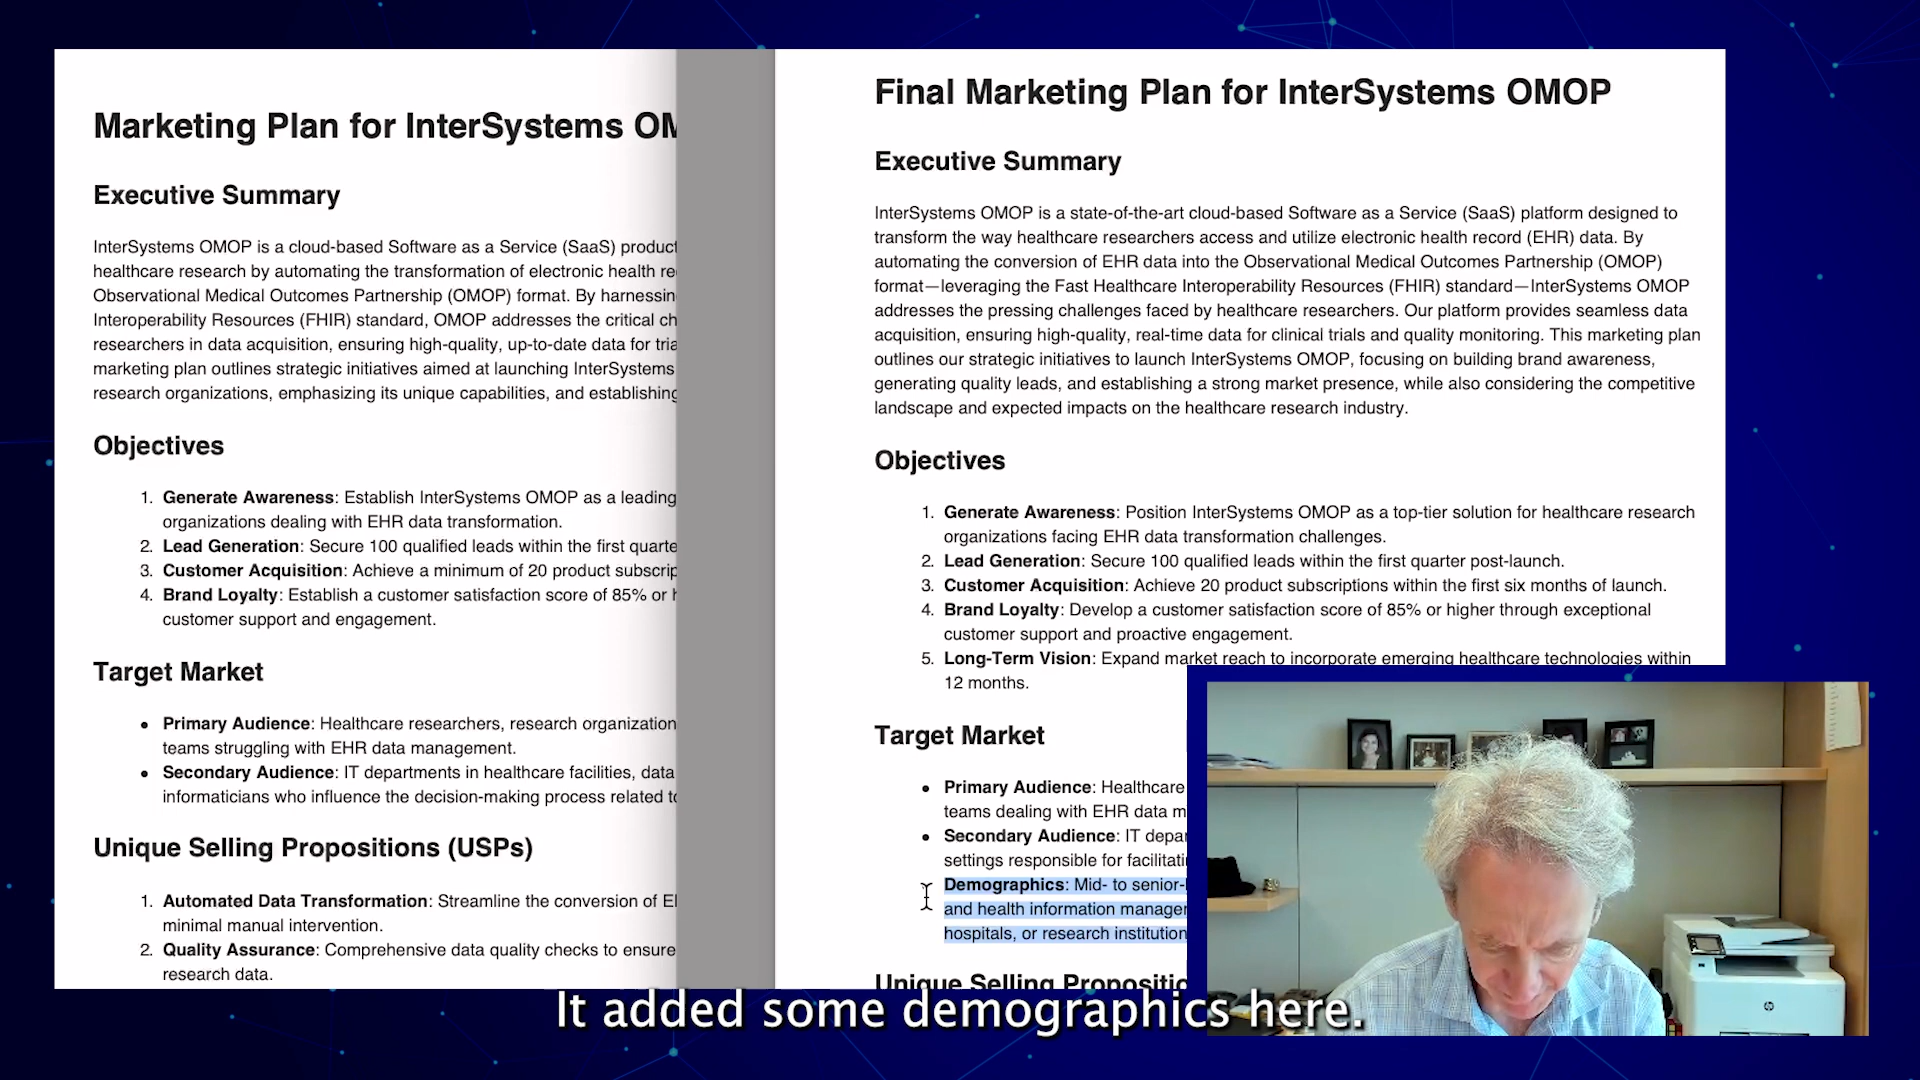 Marketing Plan for InterSystems
Executive Summary
InterSystems OMOP is a cloud-based Software as a Service (SaaS) product
healthcare research by automating the transformation of electronic health
Observational Medical Outcomes Partnership (OMOP) format. By
Interoperability Resources (FHIR) standard, OMOP addresses the critical
researchers in data acquisition, ensuring high-quality, up-to-date data for
marketing plan outlines strategic initiatives aimed at launching InterSystems
research organizations, emphasizing its unique capabilities, and establishing
Objectives
1. Generate Awareness: Establish InterSystems OMOP as a leading
organizations dealing with EHR data transformation.
2. Lead Generation: Secure 100 qualified leads within the first
3. Customer Acquisition: Achieve a minimum of 20 product
4. Brand Loyalty: Establish a customer satisfaction score of 85% or
customer support and engagement.
Target Market
• Primary Audience: Healthcare researchers, research
teams struggling with EHR data management.
• Secondary Audience: IT departments in healthcare facilities, data
informaticians who influence the decision-making process related
Unique Selling Propositions (USPs)
1. Automated Data Transformation: Streamline the conversion of
minimal manual intervention.
2. Quality Assurance: Comprehensive data quality checks to ensure
research data.
Final Marketing Plan for InterSystems OMOP
Executive Summary
InterSystems OMOP is a state-of-the-art cloud-based Software as a Service (SaaS) platform designed to
transform the way healthcare researchers access and utilize electronic health record (EHR) data. By
automating the conversion of EHR data into the Observational Medical Outcomes Partnership (OMOP)
format—leveraging the Fast Healthcare Interoperability Resources (FHIR) standard—InterSystems OMOP
addresses the pressing challenges faced by healthcare researchers. Our platform provides seamless data
acquisition, ensuring high-quality, real-time data for clinical trials and quality monitoring. This marketing plan
outlines our strategic initiatives to launch InterSystems OMOP, focusing on building brand awareness,
generating quality leads, and establishing a strong market presence, while also considering the competitive
landscape and expected impacts on the healthcare research industry.
Objectives
1. Generate Awareness: Position InterSystems OMOP as a top-tier solution for healthcare research
organizations facing EHR data transformation challenges.
2. Lead Generation: Secure 100 qualified leads within the first quarter post-launch.
3. Customer Acquisition: Achieve 20 product subscriptions within the first six months of launch.
4. Brand Loyalty: Develop a customer satisfaction score of 85% or higher through exceptional
customer support and proactive engagement.
5. Long-Term Vision: Expand market reach to incorporate emerging healthcare technologies within
12 months.
Target Market
• Primary Audience: Healthcare
teams dealing with EHR data
• Secondary Audience: IT
settings responsible for
Demographics: Mid- to
and health information
hospitals, or research
Unique Selling
It added some demographics here.
hp